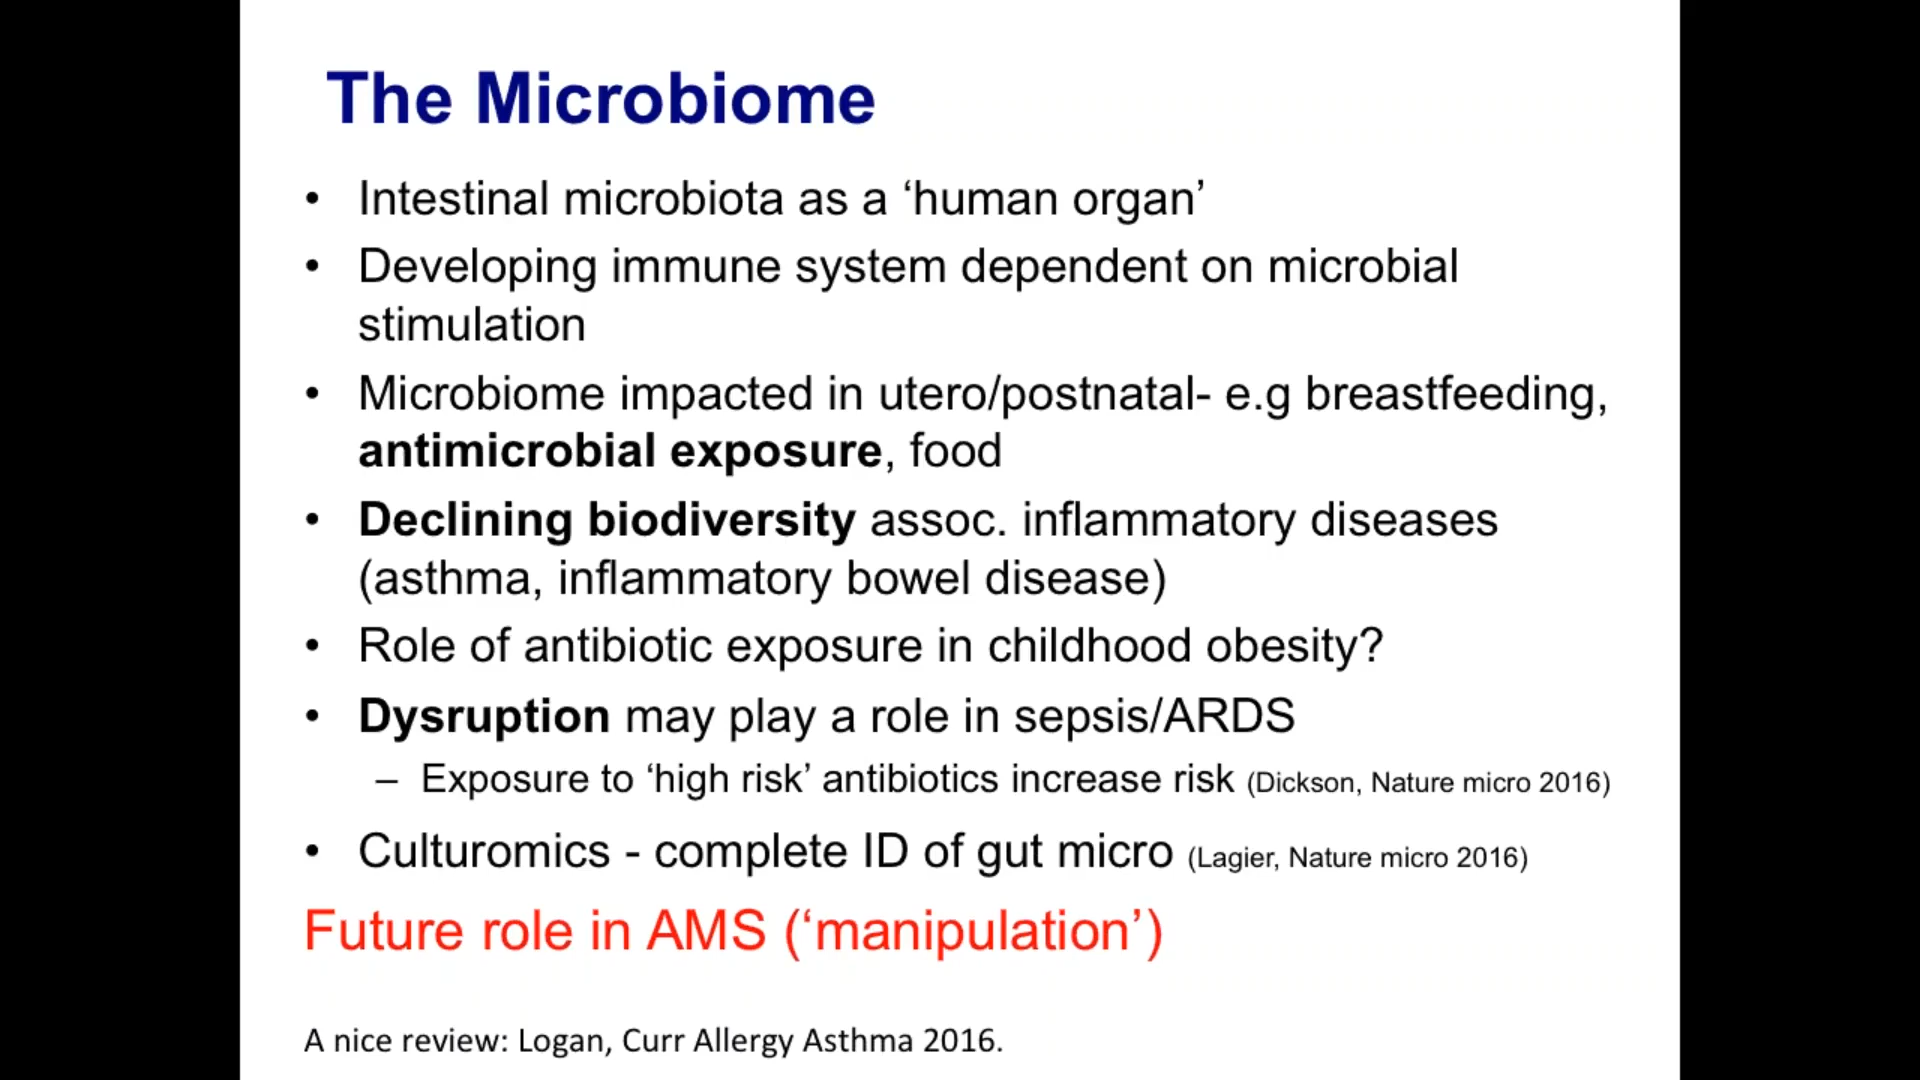 The Microbiome
• Intestinal microbiota as a ‘human organ’
• Developing immune system dependent on microbial
stimulation
• Microbiome impacted in utero/postnatal- e.g breastfeeding,
antimicrobial exposure, food
• Declining biodiversity assoc. inflammatory diseases
(asthma, inflammatory bowel disease)
• Role of antibiotic exposure in childhood obesity?
• Dysruption may play a role in sepsis/ARDS
– Exposure to ‘high risk’ antibiotics increase risk (Dickson, Nature micro 2016)
• Culturomics - complete ID of gut micro (Lagier, Nature micro 2016)
Future role in AMS (‘manipulation’)
A nice review: Logan, Curr Allergy Asthma 2016.